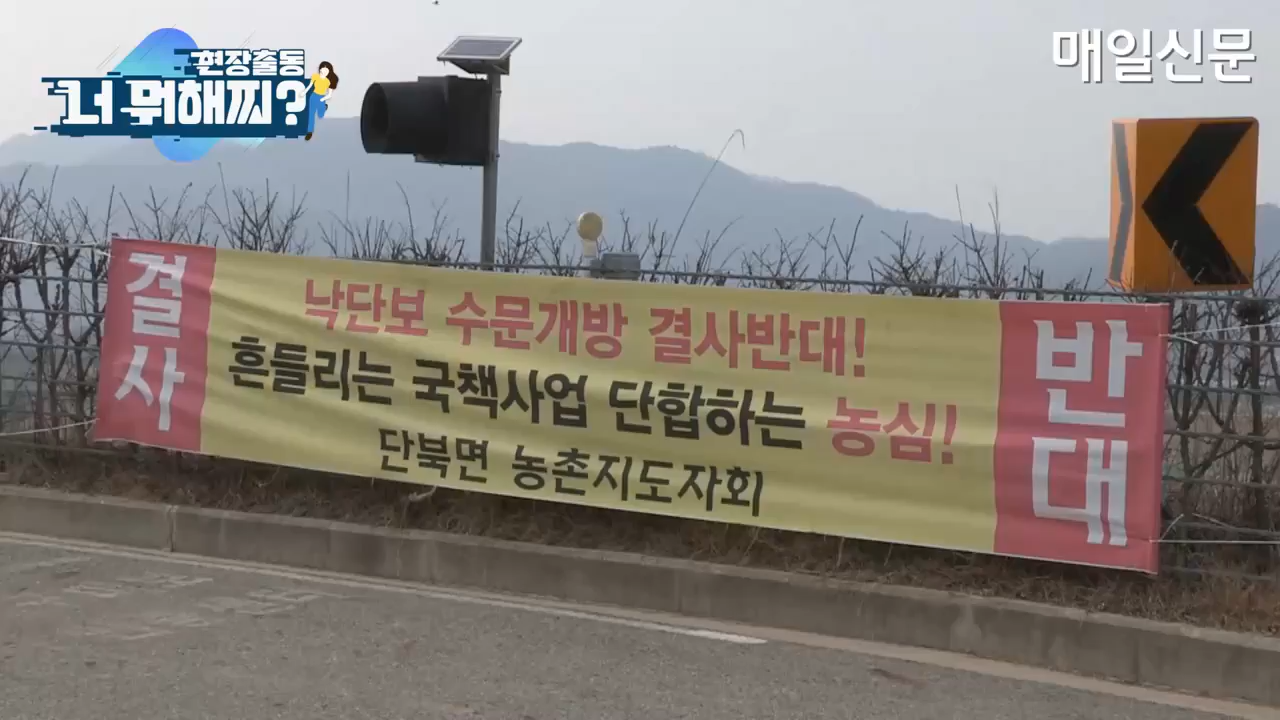 현장출동
너 뭐해찌?
매일신문
결사
낙단보 수문개방 결사반대!
흔들리는 국책사업 단합하는 농심!
단북면 농촌지도자회
반대